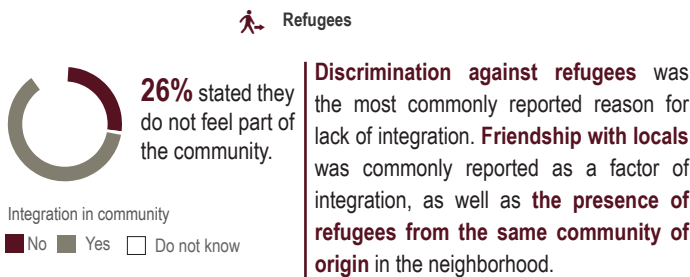 Refugees
26% stated they
do not feel part of
the community.
Integration in community
No Yes Do not know
Discrimination against refugees was
the most commonly reported reason for
lack of integration. Friendship with locals
was commonly reported as a factor of
integration, as well as the presence of
refugees from the same community of
origin in the neighborhood.